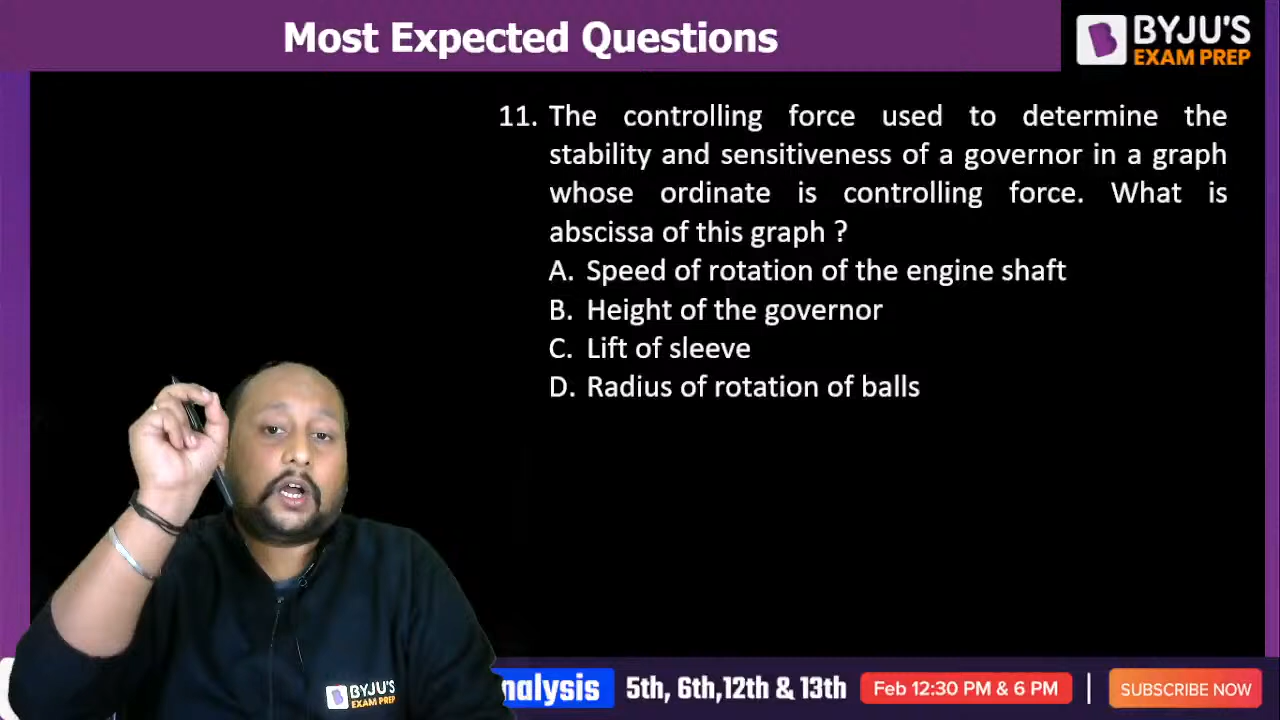 Most Expected Questions
BYJU'S
EXAM PREP
11. The controlling force used to determine the
stability and sensitiveness of a governor in a graph
whose ordinate is controlling force. What is
abscissa of this graph ?
A. Speed of rotation of the engine shaft
B. Height of the governor
C. Lift of sleeve
D. Radius of rotation of balls
BYJU'S
EXAM PREP
nalysis 5th, 6th,12th & 13th Feb 12:30 PM & 6 PM | SUBSCRIBE NOW